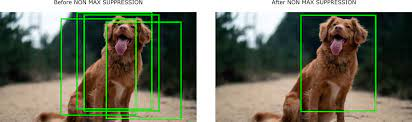 Before NON MAX SUPPRESSION
After NON MAX SUPPRESSION